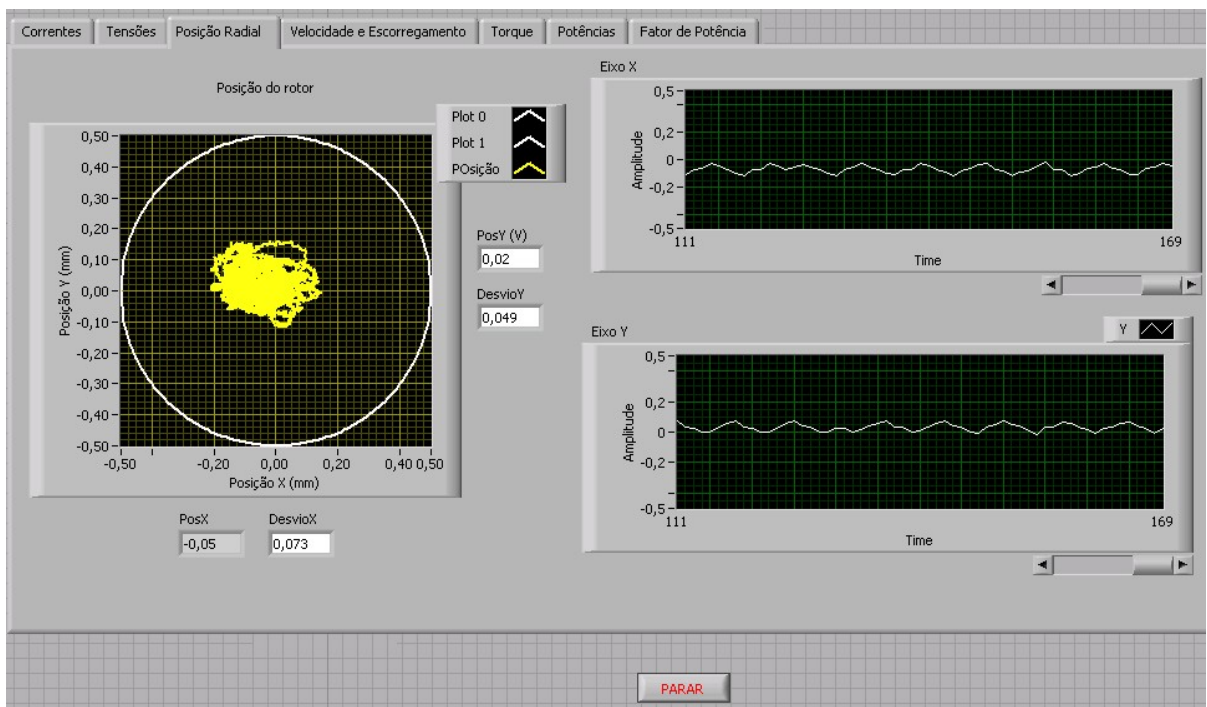 Correntes Tensões Posição Radial Velocidade e Escorregamento Torque Potências Fator de Potência
Posição do rotor
Plot 0
Plot 1
POsição
0,50
0,40
0,30
0,20
0,10
0,00
-0,10
-0,20
-0,30
-0,40
-0,50
Posição Y (mm)
-0,50 -0,20 0,00 0,20 0,40 0,50
Posição X (mm)
PosY (V)
0,02
DesvioY
0,049
PosX DesvioX
-0,05 0,073
Eixo X
0,5
0,2
0
-0,2
-0,5
Amplitude
111 169
Time
Eixo Y
Y
0,5
0,2
0
-0,2
-0,5
Amplitude
111 169
Time
PARAR